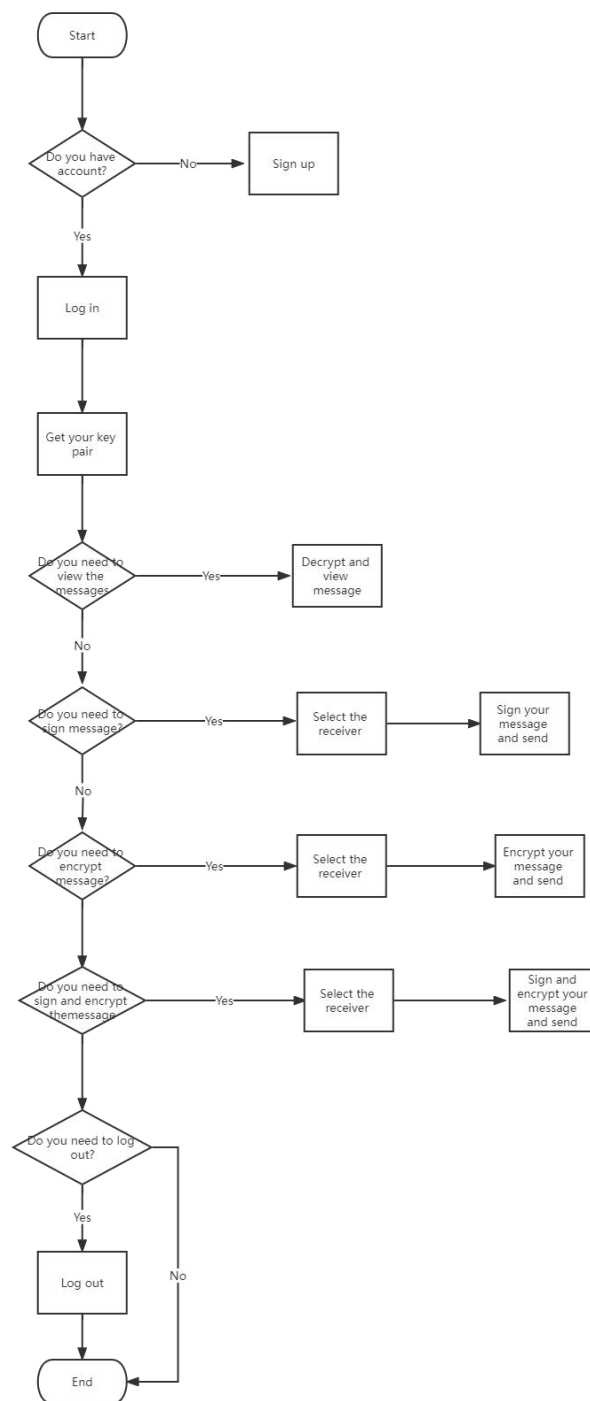 Start
Do you have
account?
No
Sign up
Yes
Log in
Get your key
pair
Do you need to
view the
messages
Yes
Decrypt and
view
message
No
Do you need to
sign message?
Yes
Select the
receiver
Sign your
message
and send
No
Do you need to
encrypt
message?
Yes
Select the
receiver
Encrypt your
message
and send
Do you need to
sign and encrypt
themessage
Yes
Select the
receiver
Sign and
encrypt your
message
and send
Do you need to log
out?
Yes
No
Log out
End